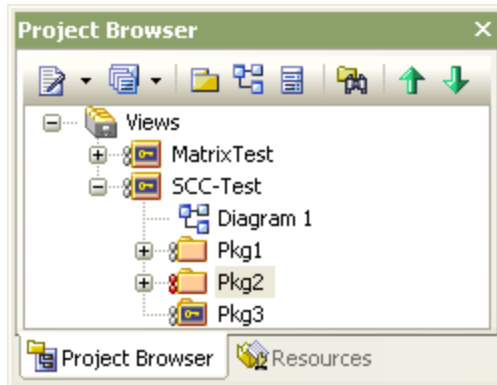 Project Browser
Views
MatrixTest
SCC-Test
Diagram 1
Pkg1
Pkg2
Pkg3
Project Browser Resources